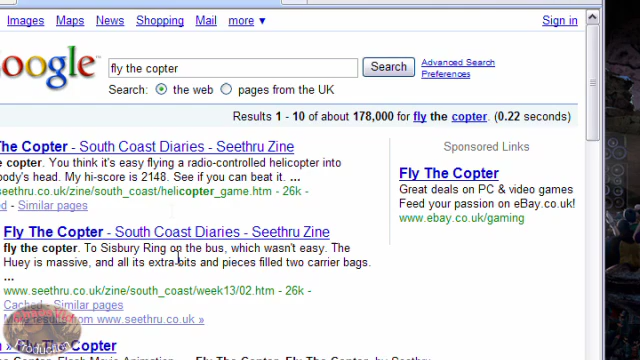 Images Maps News Shopping Mail more ▼ Sign in
oogle™ fly the copter Search Advanced Search
Preferences
Search: the web pages from the UK
Results 1 - 10 of about 178,000 for fly the copter. (0.22 seconds)
The Copter - South Coast Diaries - Seethru Zine
e copter. You think it's easy flying a radio-controlled helicopter into
body's head. My hi-score is 2148. See if you can beat it. ...
seethru.co.uk/zine/south_coast/helicopter_game.htm - 26k -
ed - Similar pages
Sponsored Links
Fly The Copter
Great deals on PC & video games
Feed your passion on eBay.co.uk!
www.ebay.co.uk/gaming
Fly The Copter - South Coast Diaries - Seethru Zine
fly the copter. To Sisbury Ring on the bus, which wasn't easy. The
Huey is massive, and all its extra-bits and pieces filled two carrier bags.
...
www.seethru.co.uk/zine/south_coast/week13/02.htm - 26k -
Cached - Similar pages
More results from www.seethru.co.uk »
» Fly The Copter
The Copter, Flash Movie Animation ... Fly The Copter, Fly The Copter, by Seethru